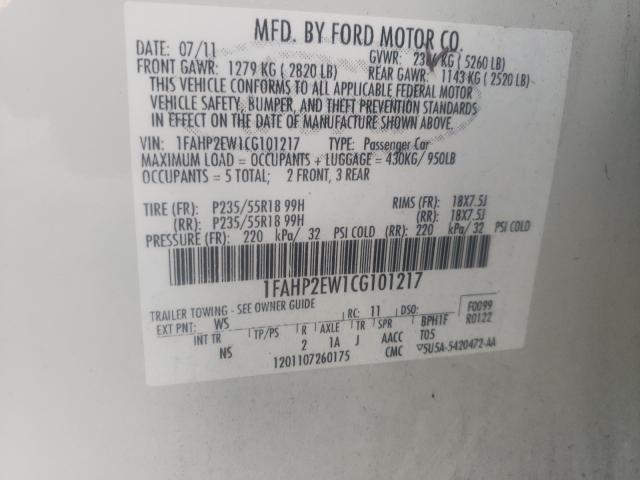 MFD. BY FORD MOTOR CO.
DATE: 07/11 GVWR: KG ( 5260 LB)
FRONT GAWR: 1279 KG ( 2820 LB) REAR GAWR: 1143 KG ( 2520 LB)
THIS VEHICLE CONFORMS TO ALL APPLICABLE FEDERAL MOTOR
VEHICLE SAFETY, BUMPER, AND THEFT PREVENTION STANDARDS
IN EFFECT ON THE DATE OF MANUFACTURE SHOWN ABOVE.
VIN: 1FAHP2EW1CG101217 TYPE: Passenger Car
MAXIMUM LOAD = OCCUPANTS + LUGGAGE = 430KG/ 950LB
OCCUPANTS = 5 TOTAL; 2 FRONT, 3 REAR
TIRE (FR): P235/55R18 99H RIMS (FR): 18X7.5J
(RR): P235/55R18 99H (RR): 18X7.5J
PRESSURE (FR): 220 kPa/ 32 PSI COLD (RR): 220 kPa/ 32 PSI COLD
1FAHP2EW1CG101217
TRAILER TOWING - SEE OWNER GUIDE
EXT PNT: WS RC: 11 DSO: F0099
INT TR TP/PS R AXLE TR SPR BPH1F R0122
NS 2 1A J AACC T05
1201107260175 CMC 5U5A-5420472-AA